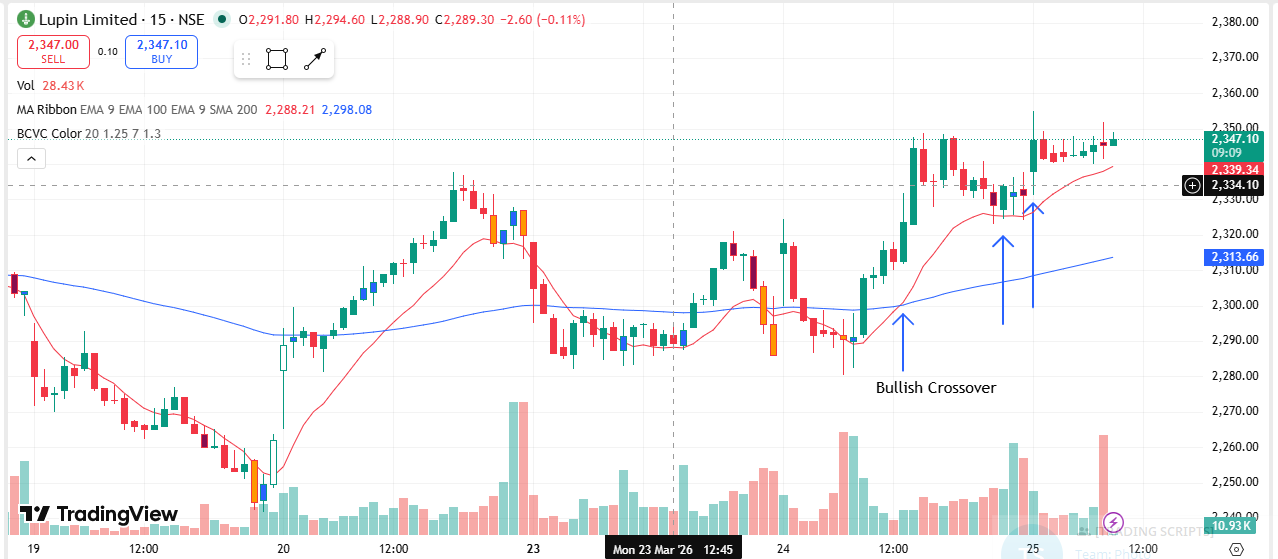 Lupin Limited · 15 · NSE O2,291.80 H2,294.60 L2,288.90 C2,289.30 −2.60 (−0.11%)
2,347.00 SELL
0.10
2,347.10 BUY
Vol 28.43 K
MA Ribbon EMA 9 EMA 100 EMA 9 SMA 200 2,288.21 2,298.08
BCVC Color 20 1.25 7 1.3
2,380.00
2,370.00
2,360.00
2,350.00
2,347.10
09:09
2,339.34
2,334.10
2,330.00
2,320.00
2,313.66
2,310.00
2,300.00
2,290.00
2,280.00
2,270.00
2,260.00
2,250.00
2,240.00
10.93 K
Bullish Crossover
TradingView
[TRADING SCRIPTS]
19 12:00 20 12:00 23 Mon 23 Mar '26 12:45 24 12:00 25 12:00